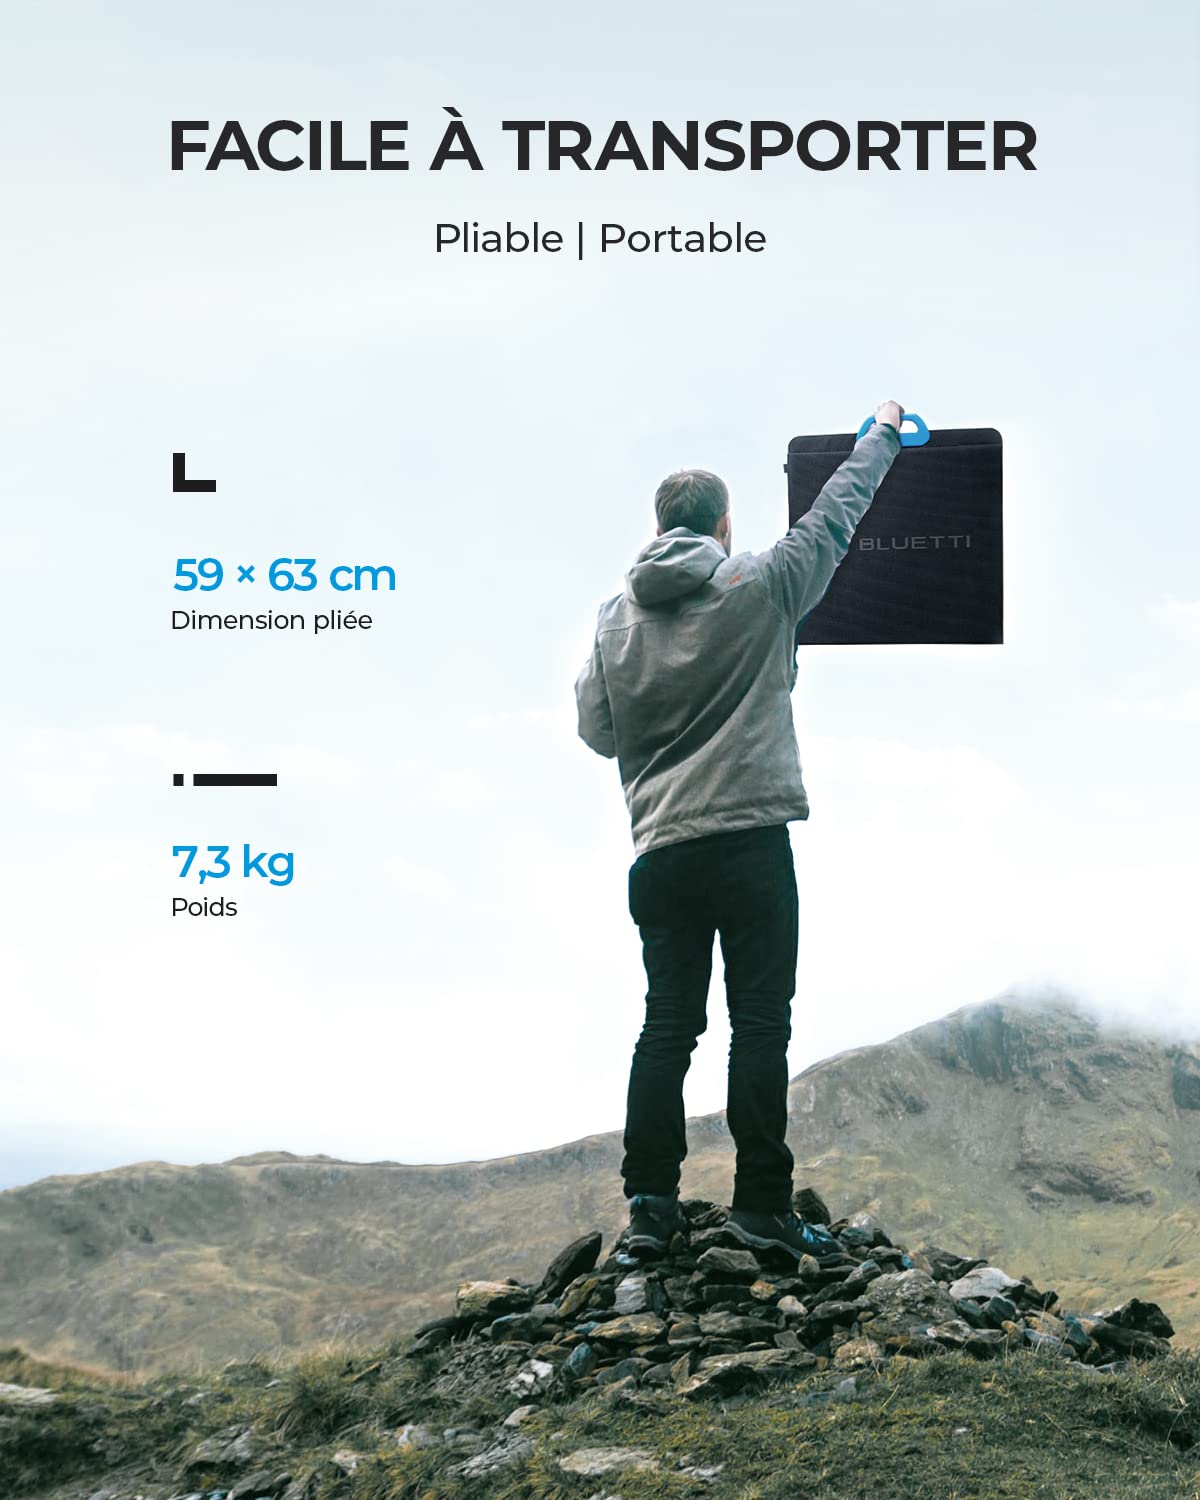 FACILE À TRANSPORTER
Pliable | Portable
BLUETTI
59 × 63 cm
Dimension pliée
7,3 kg
Poids